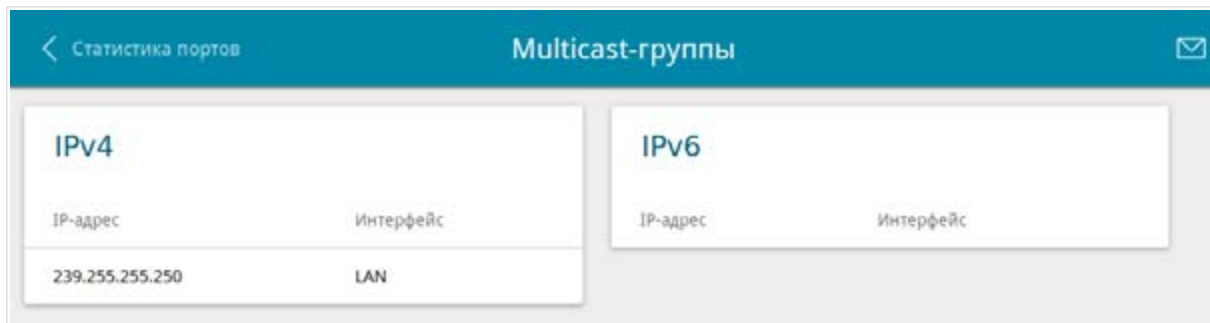 Статистика портов
Multicast-группы
IPv4
IP-адрес Интерфейс
239.255.255.250 LAN
IPv6
IP-адрес Интерфейс